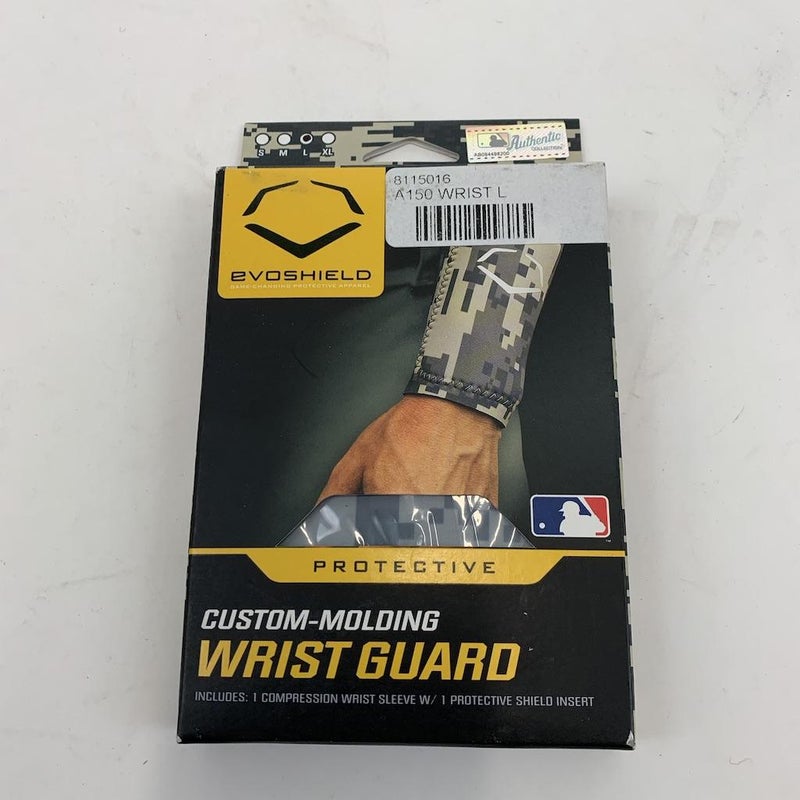 S M L XL
Authentic
COLLECTION
8115016
A150 WRIST L
EVOSHIELD
GAME-CHANGING PROTECTIVE APPAREL
PROTECTIVE
CUSTOM-MOLDING
WRIST GUARD
INCLUDES: 1 COMPRESSION WRIST SLEEVE W/ 1 PROTECTIVE SHIELD INSERT